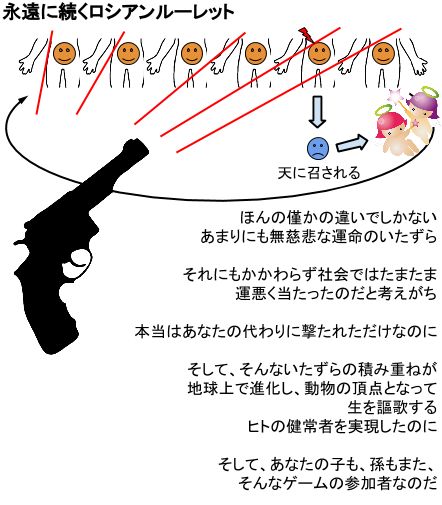 永遠に続くロシアンルーレット
天に召される
ほんの僅かの違いでしかない
あまりにも無慈悲な運命のいたずら
それにもかかわらず社会ではたまたま
運悪く当たったのだと考えがち
本当はあなたの代わりに撃たれただけなのに
そして、そんないたずらの積み重ねが
地球上で進化し、動物の頂点となって
生を謳歌する
ヒトの健常者を実現したのに
そして、あなたの子も、孫もまた、
そんなゲームの参加者なのだ